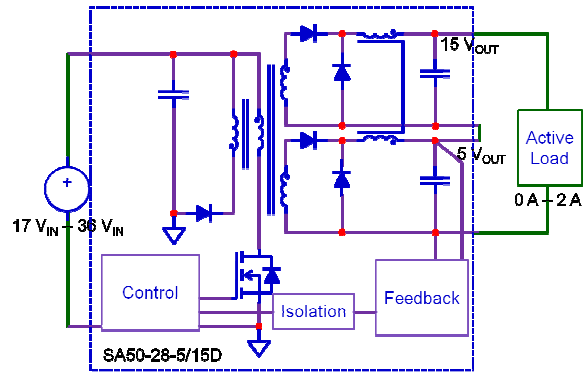 15 VOUT
+
5 VOUT
Active
Load
0 A – 2 A
17 VIN – 36 VIN
Control
Isolation
Feedback
SA50-28-5/15D